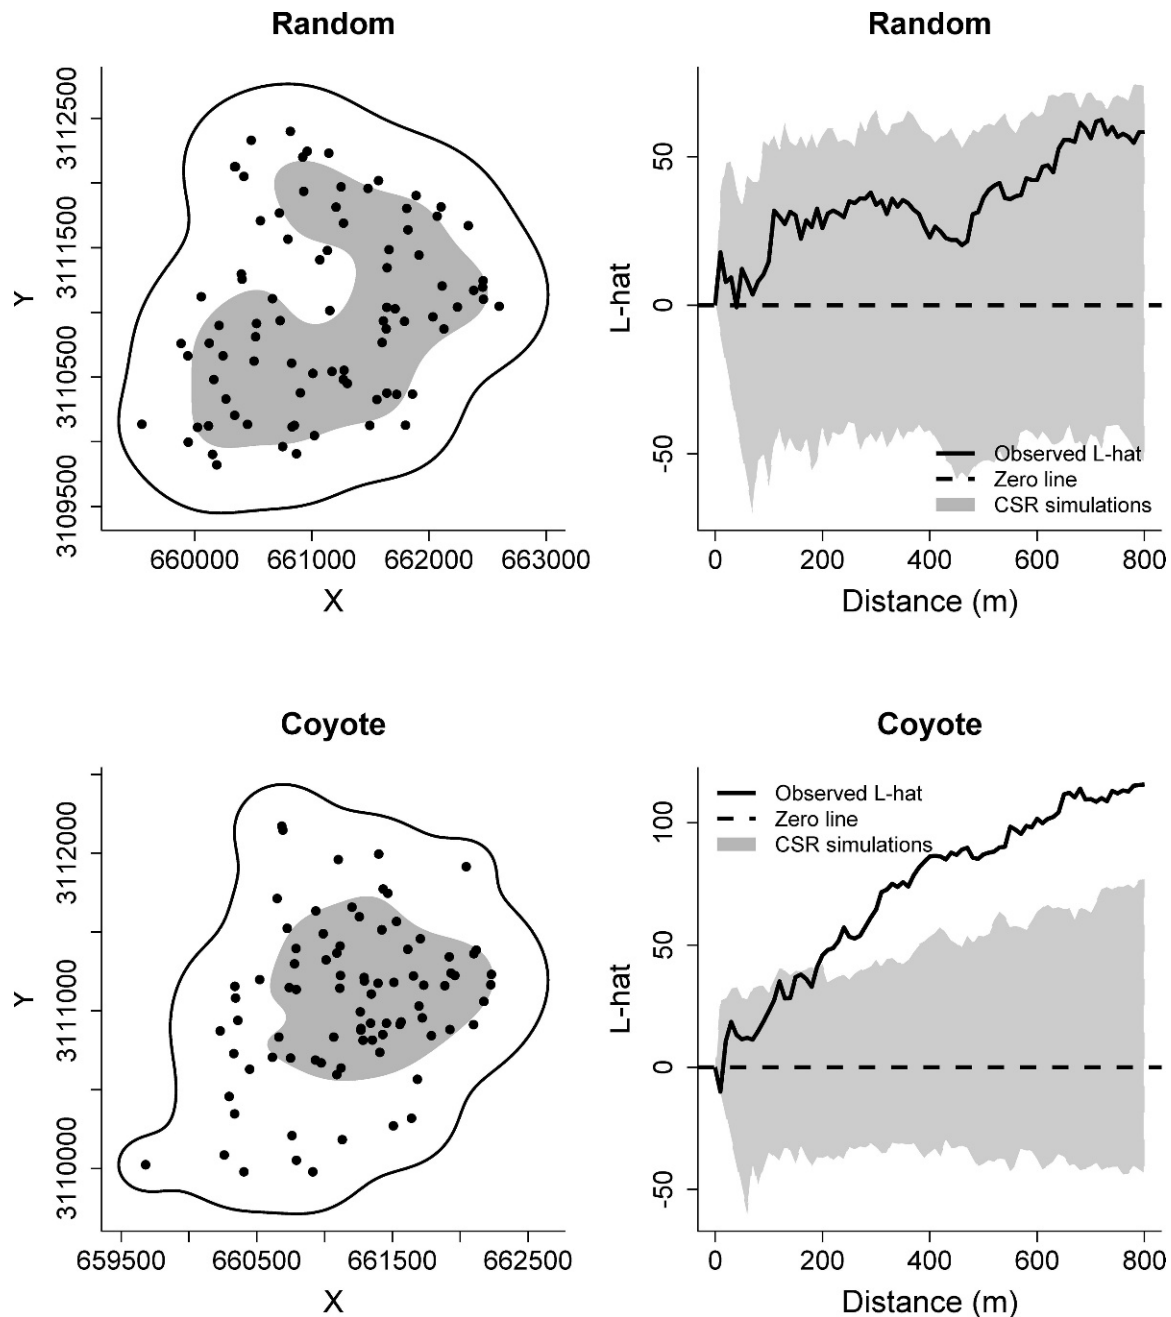 Random
Y
3112500
3111500
3110500
3109500
660000 661000 662000 663000
X
Random
L-hat
50
0
-50
Observed L-hat
Zero line
CSR simulations
0 200 400 600 800
Distance (m)
Coyote
Y
3112000
3111000
3110000
659500 660500 661500 662500
X
Coyote
L-hat
100
50
0
-50
Observed L-hat
Zero line
CSR simulations
0 200 400 600 800
Distance (m)